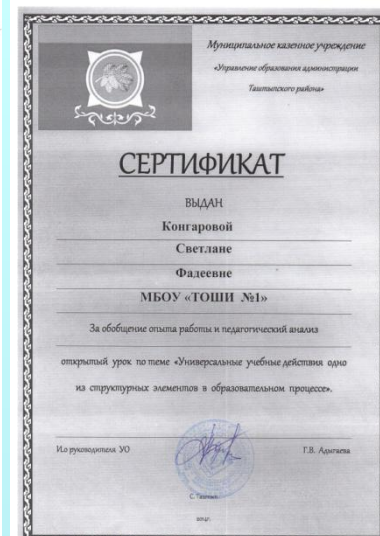 Муниципальное казенное учреждение
«Управление образования администрации
Таштыпского района»
СЕРТИФИКАТ
ВЫДАН
Конгаровой
Светлане
Фадеевне
МБОУ «ТОШИ №1»
За обобщение опыта работы и педагогический анализ
открытый урок по теме «Универсальные учебные действия одно
из структурных элементов в образовательном процессе».
И.о руководителя УО
Г.В. Адыгаева